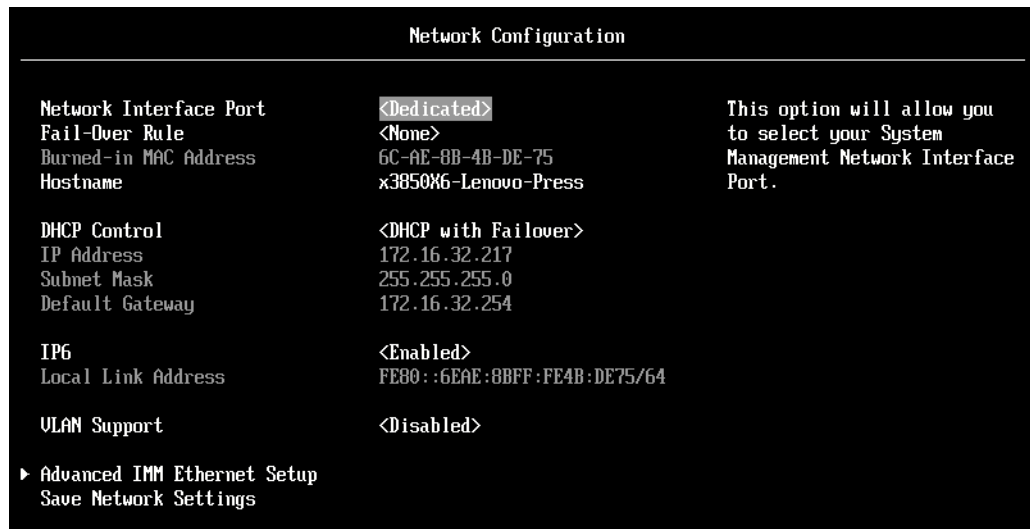 Network Configuration
Network Interface Port <Dedicated> This option will allow you
Fail-Over Rule <None> to select your System
Burned-in MAC Address 6C-AE-8B-4B-DE-75 Management Network Interface
Hostname x3850X6-Lenovo-Press Port.
DHCP Control <DHCP with Failover>
IP Address 172.16.32.217
Subnet Mask 255.255.255.0
Default Gateway 172.16.32.254
IP6 <Enabled>
Local Link Address FE80::6EAE:8BFF:FE4B:DE75/64
VLAN Support <Disabled>
Advanced IMM Ethernet Setup
Save Network Settings